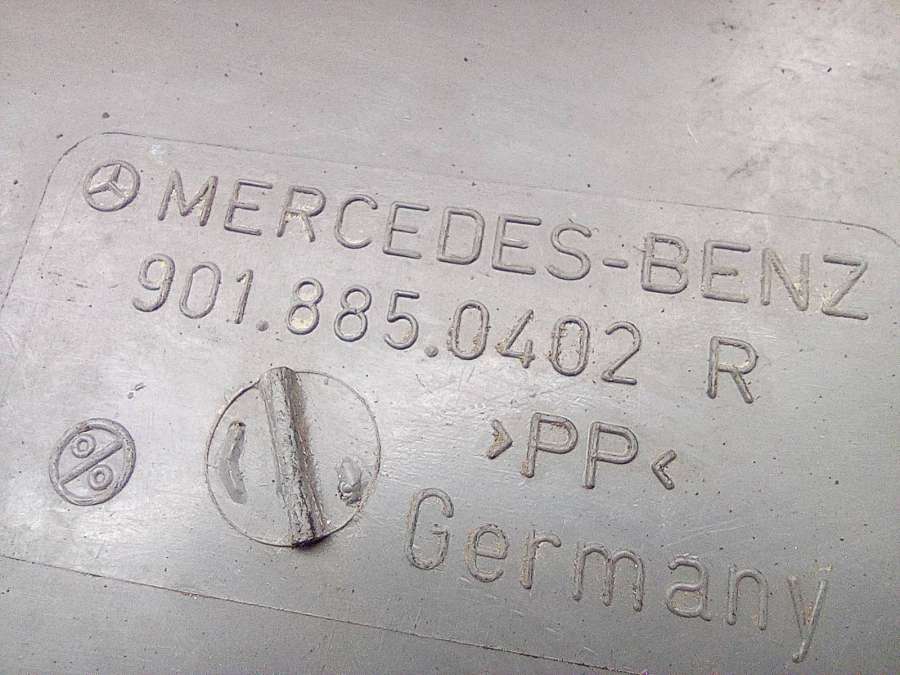 MERCEDES-BENZ
901.885.0402 R
>PP<
Germany